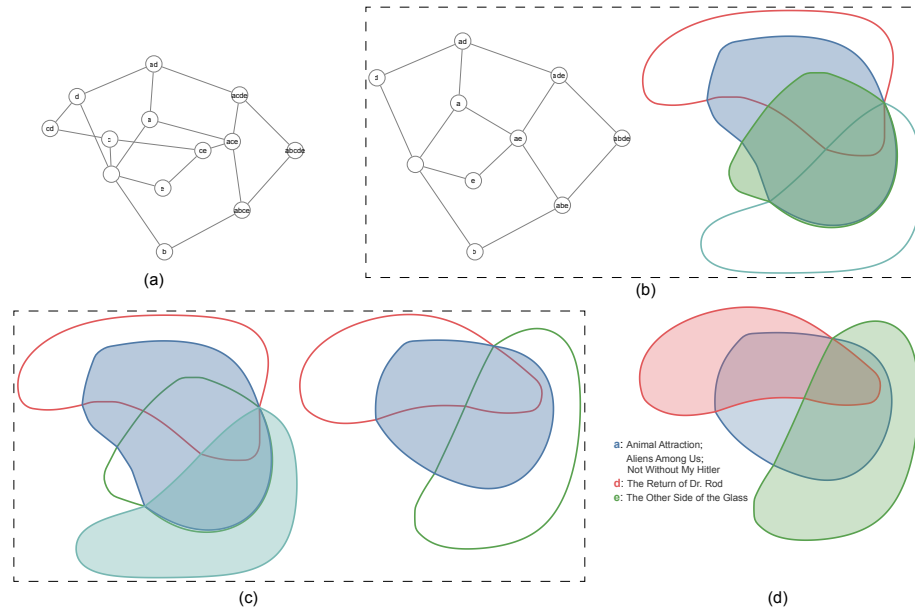 ad
d
acde
cd
a
c
ce
ace
abcde
e
abce
b
(a)
ad
d
ade
a
ae
abde
e
abe
b
(b)
(c)
a: Animal Attraction;
Aliens Among Us;
Not Without My Hitler
d: The Return of Dr. Rod
e: The Other Side of the Glass
(d)